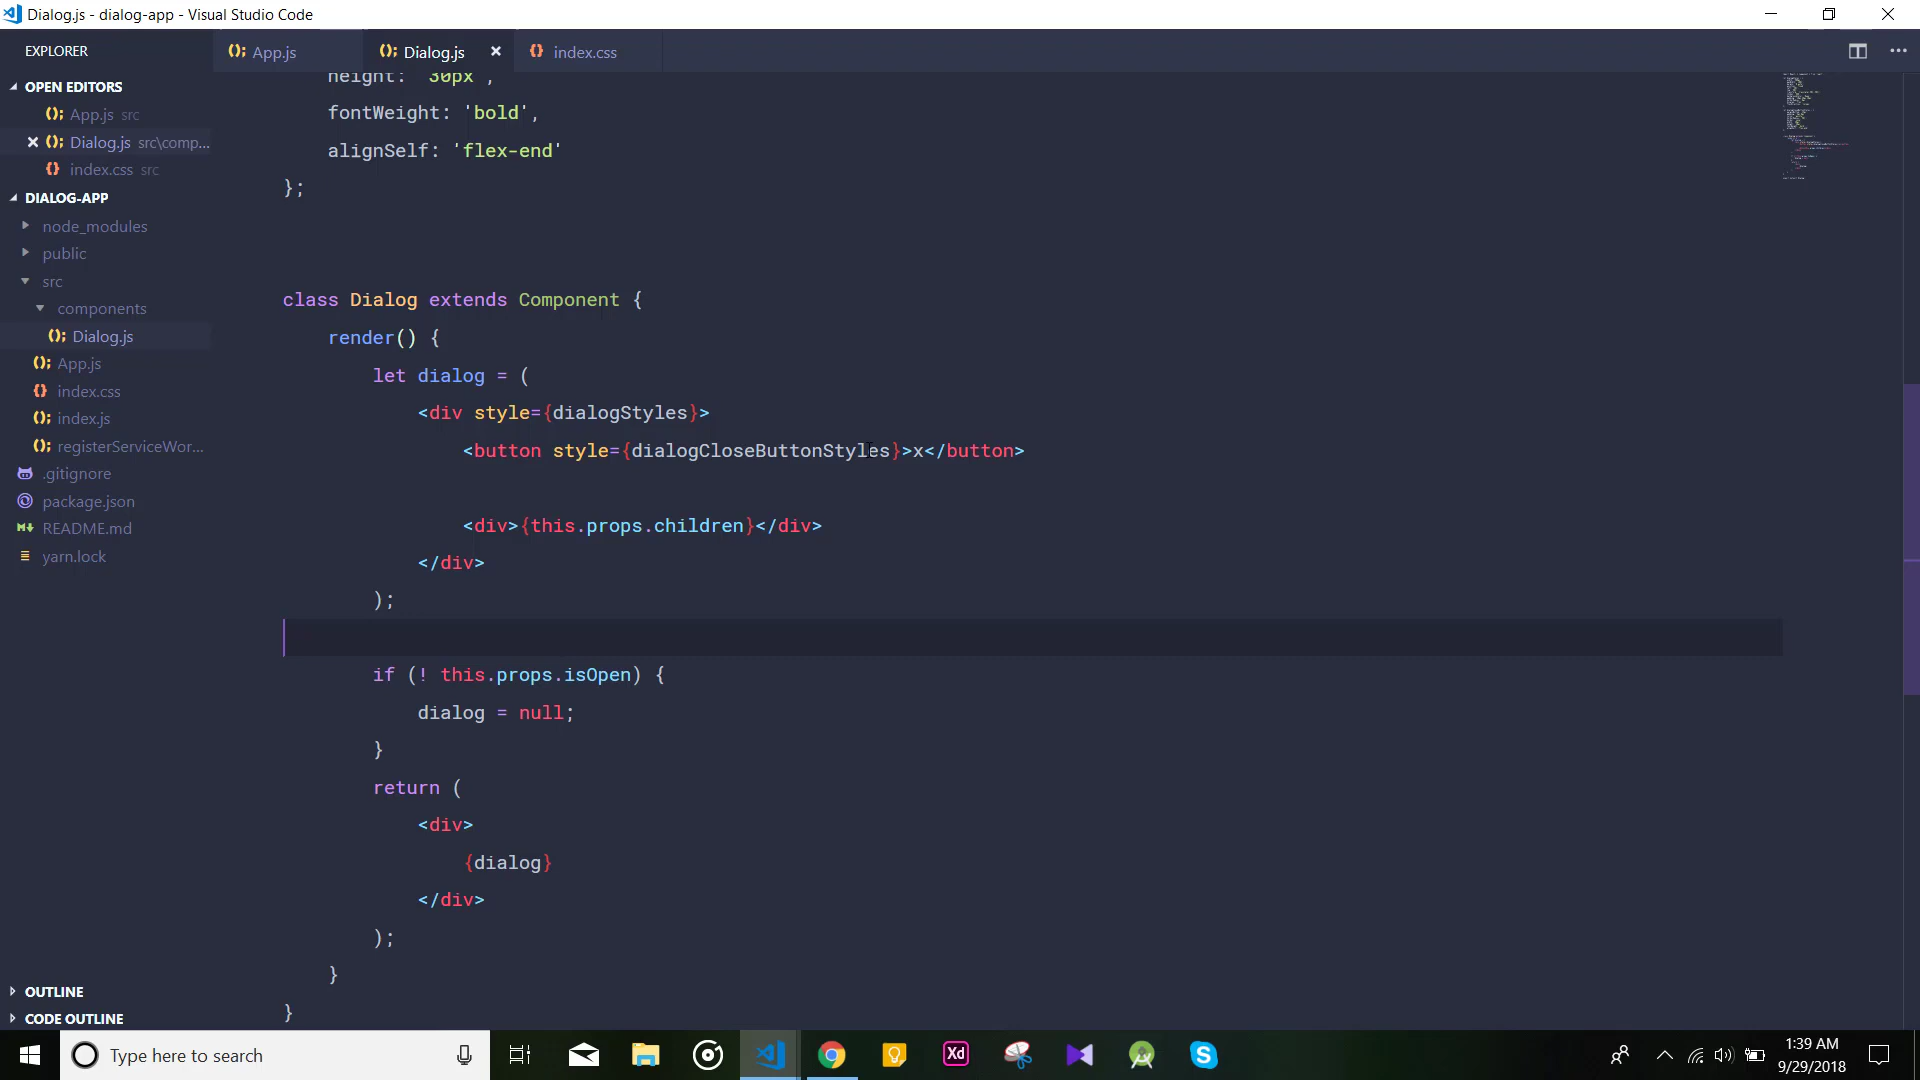 Dialog.js - dialog-app - Visual Studio Code
EXPLORER
App.js
Dialog.js
index.css
OPEN EDITORS
App.js src
Dialog.js src\comp...
index.css src
DIALOG-APP
node_modules
public
src
components
Dialog.js
App.js
index.css
index.js
registerServiceWor...
.gitignore
package.json
README.md
yarn.lock
OUTLINE
CODE OUTLINE
height: '30px',
fontWeight: 'bold',
alignSelf: 'flex-end'
};
class Dialog extends Component {
render() {
let dialog = (
<div style={dialogStyles}>
<button style={dialogCloseButtonStyles}>x</button>
<div>{this.props.children}</div>
</div>
);
if (! this.props.isOpen) {
dialog = null;
}
return (
<div>
{dialog}
</div>
);
}
}
Type here to search
Xd
1:39 AM
9/29/2018